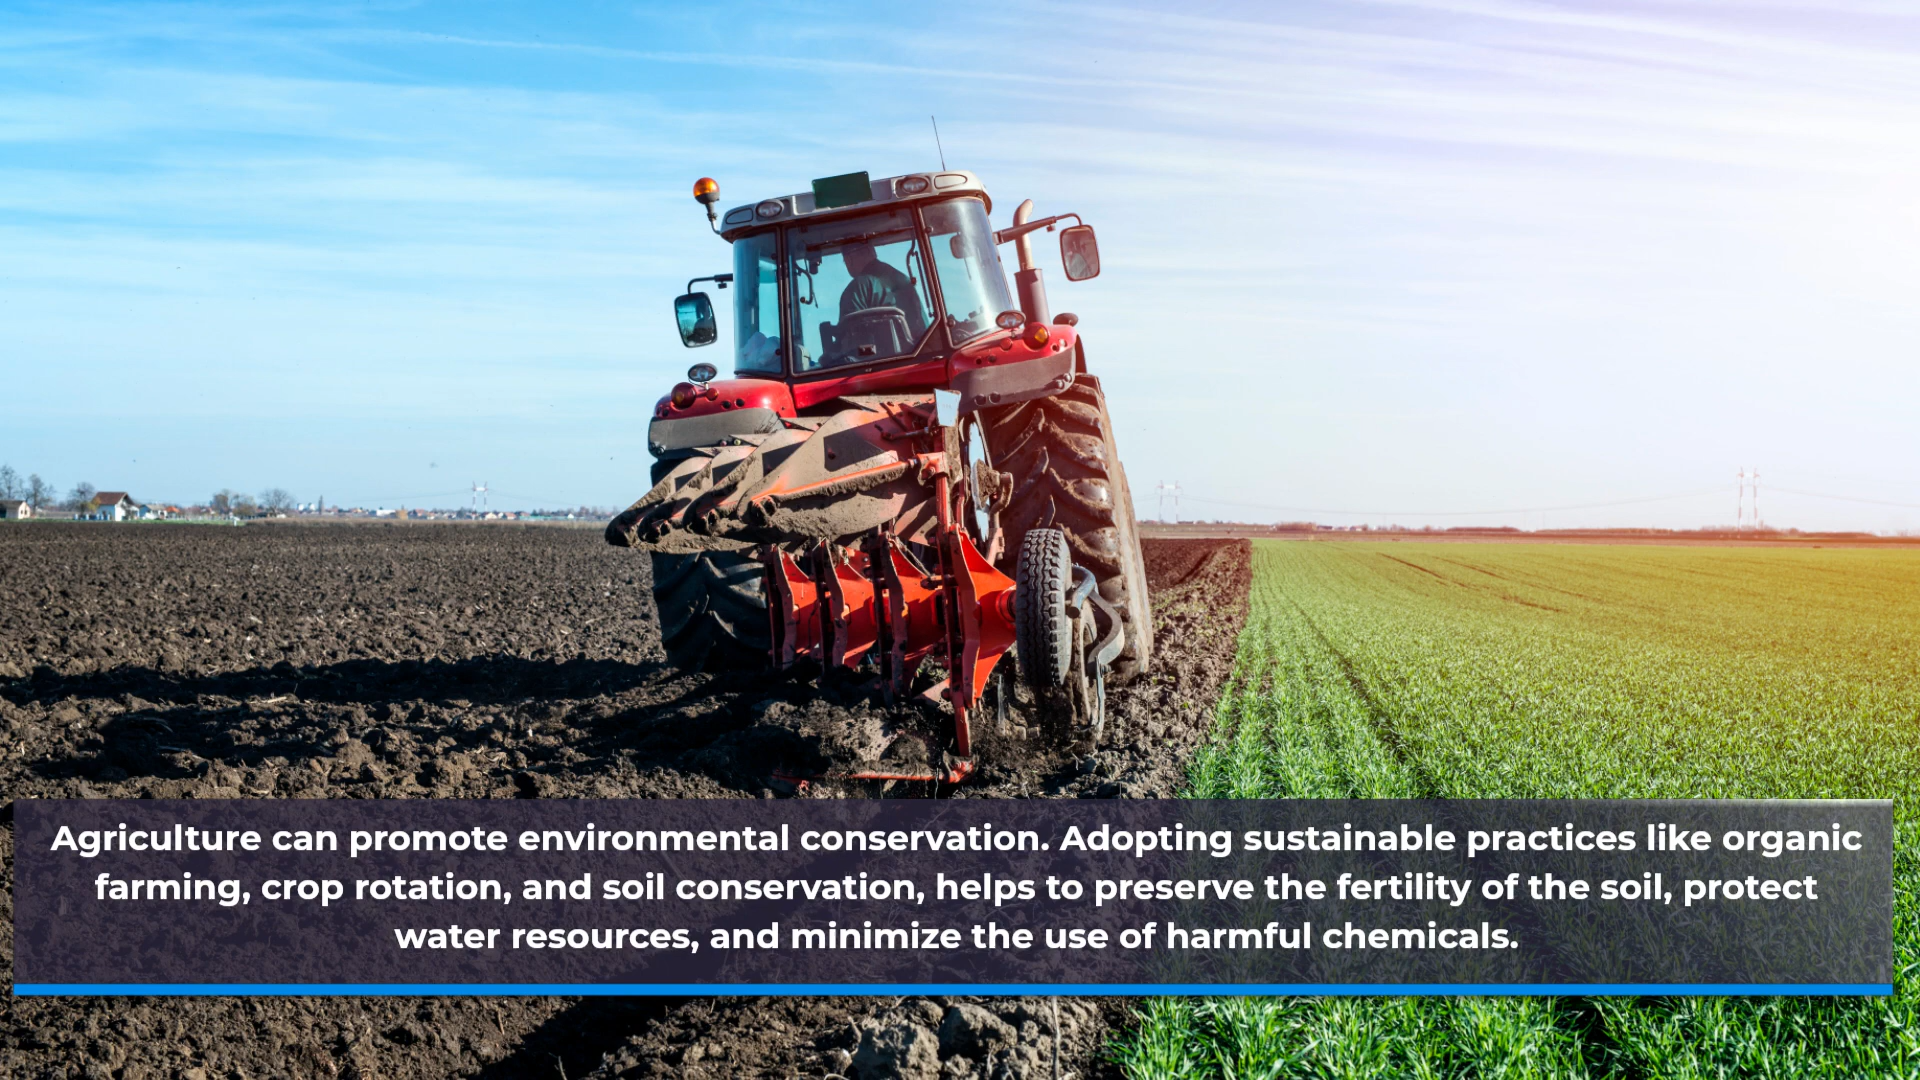 Agriculture can promote environmental conservation. Adopting sustainable practices like organic
farming, crop rotation, and soil conservation, helps to preserve the fertility of the soil, protect
water resources, and minimize the use of harmful chemicals.